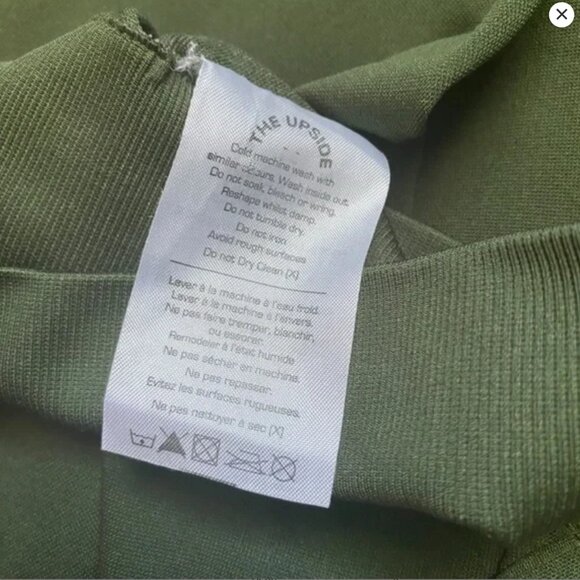 THE UPSIDE
Cold machine wash with
similar colours. Wash inside out.
Do not soak, bleach or wring.
Reshape whilst damp.
Do not tumble dry.
Do not iron.
Avoid rough surfaces
Do not Dry Clean [X]
Laver à la machine à l'eau froid.
Laver à la machine à l'envers.
Ne pas faire tremper, blanchir,
ou essorer.
Remodeler à l'état humide
Ne pas sécher en machine.
Ne pas repasser.
Evitez les surfaces rugueuses.
Ne pas nettoyer à sec [X]